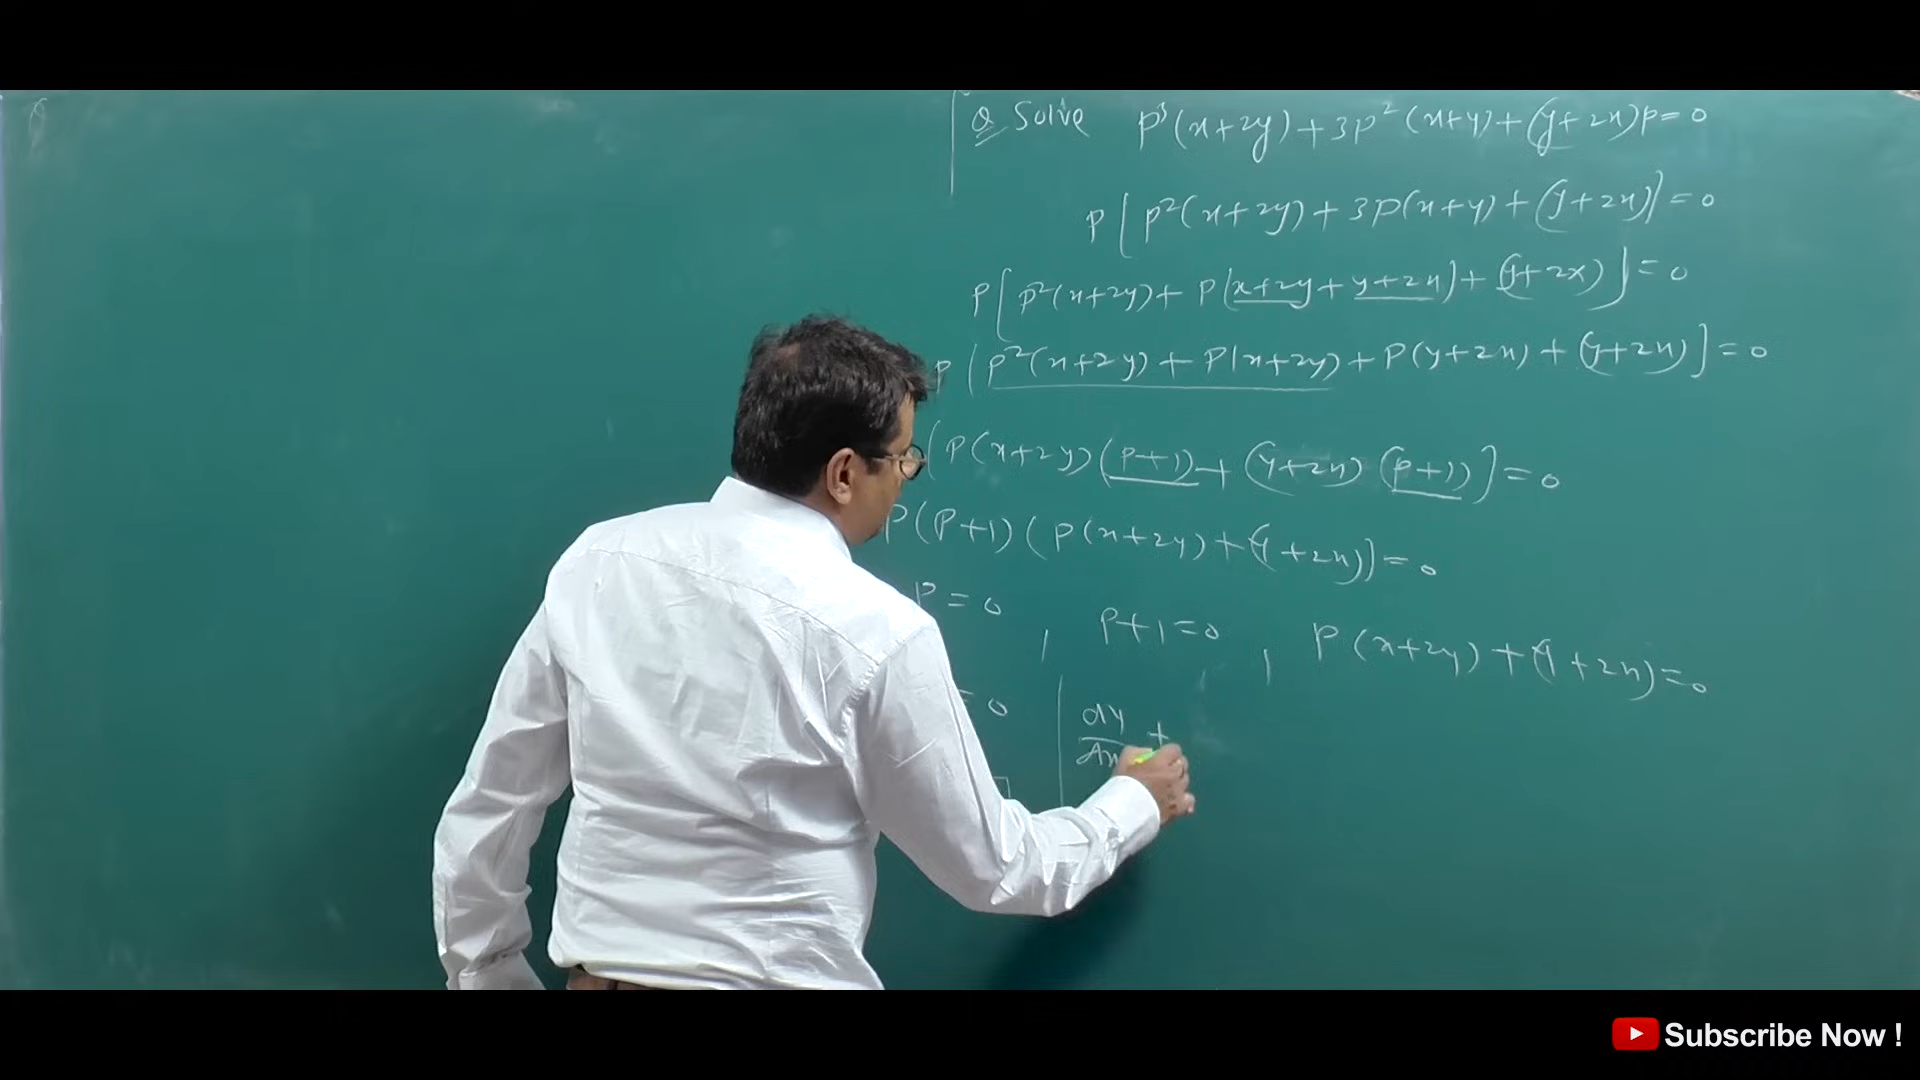 Q Solve p³(x+2y)+3p²(x+y)+(y+2x)p=0
p[p²(x+2y)+3p(x+y)+(y+2x)]=0
p[p²(x+2y)+p(x+2y+y+2x)+(y+2x)]=0
p[p²(x+2y)+p(x+2y)+p(y+2x)+(y+2x)]=0
[p(x+2y)(p+1)+(y+2x)(p+1)]=0
p(p+1)(p(x+2y)+(y+2x))=0
p=0, p+1=0, p(x+2y)+(y+2x)=0
=0 dy/dx +
Subscribe Now !